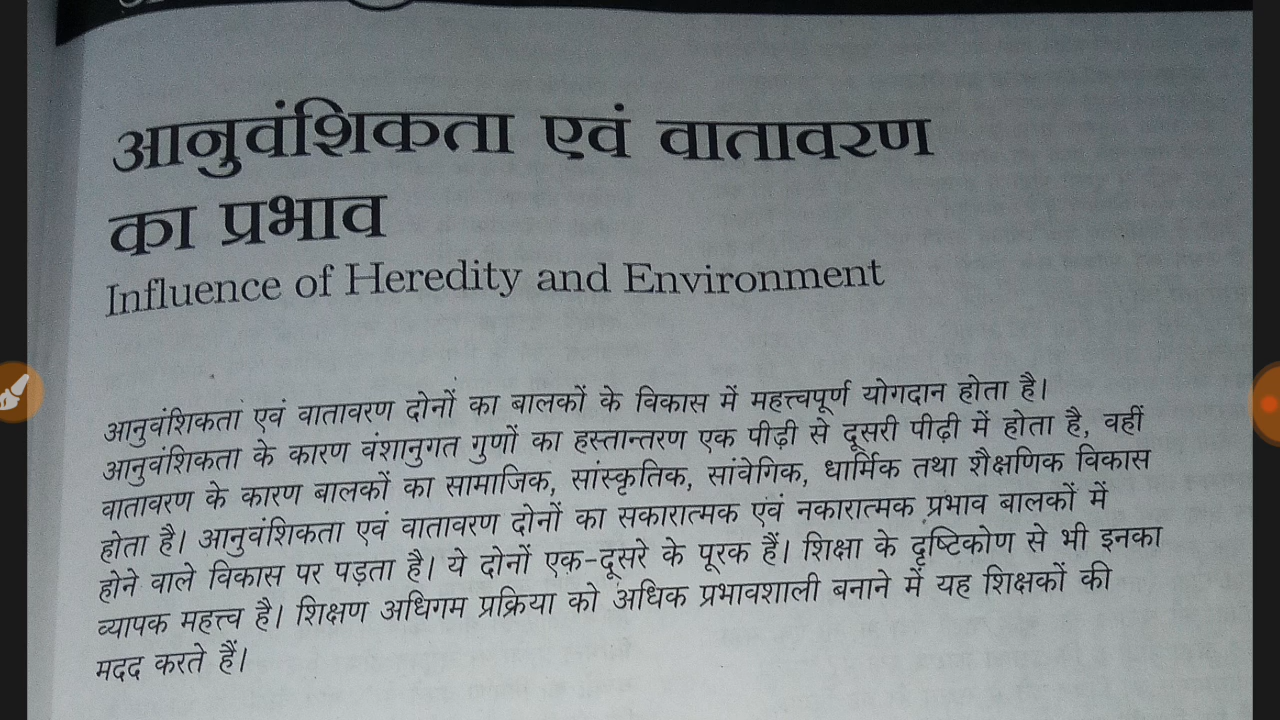 आनुवंशिकता एवं वातावरण
का प्रभाव
Influence of Heredity and Environment
आनुवंशिकता एवं वातावरण दोनों का बालकों के विकास में महत्त्वपूर्ण योगदान होता है।
आनुवंशिकता के कारण वंशानुगत गुणों का हस्तान्तरण एक पीढ़ी से दूसरी पीढ़ी में होता है, वहीं
वातावरण के कारण बालकों का सामाजिक, सांस्कृतिक, सांवेगिक, धार्मिक तथा शैक्षणिक विकास
होता है। आनुवंशिकता एवं वातावरण दोनों का सकारात्मक एवं नकारात्मक प्रभाव बालकों में
होने वाले विकास पर पड़ता है। ये दोनों एक-दूसरे के पूरक हैं। शिक्षा के दृष्टिकोण से भी इनका
व्यापक महत्त्व है। शिक्षण अधिगम प्रक्रिया को अधिक प्रभावशाली बनाने में यह शिक्षकों की
मदद करते हैं।